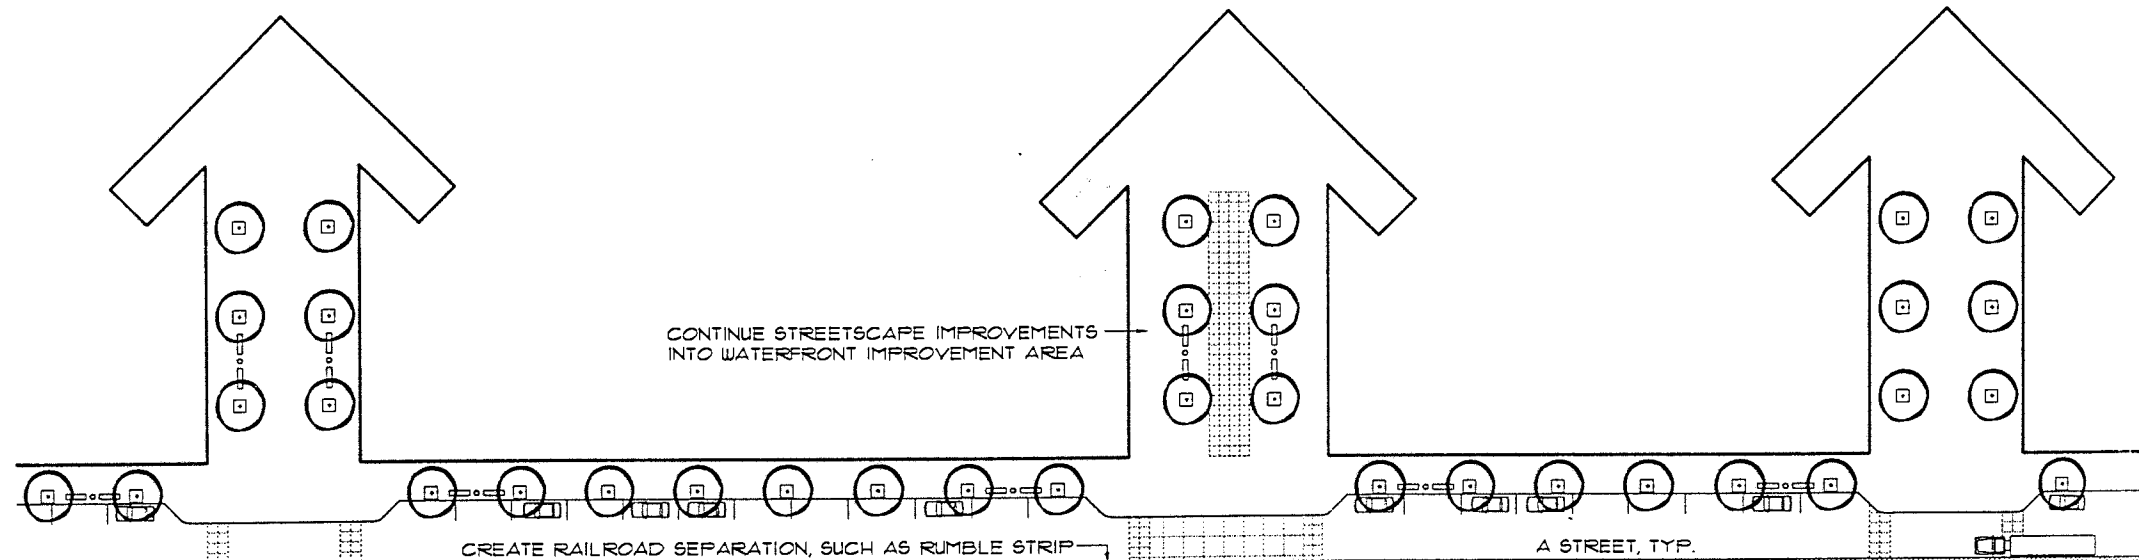 CONTINUE STREETSCAPE IMPROVEMENTS
INTO WATERFRONT IMPROVEMENT AREA
CREATE RAILROAD SEPARATION, SUCH AS RUMBLE STRIP
A STREET, TYP.